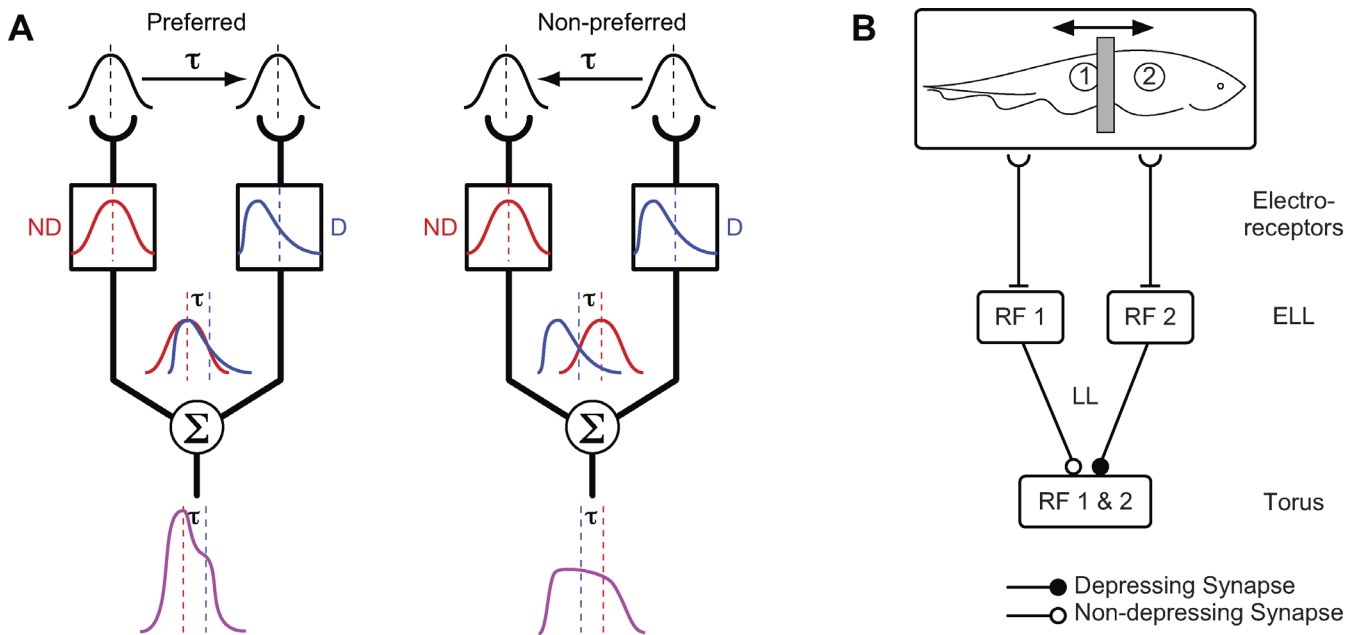 A
Preferred
τ
ND
D
τ
Σ
τ
Non-preferred
τ
ND
D
τ
Σ
τ
B
1
2
Electro-
receptors
RF 1
RF 2
ELL
LL
RF 1 & 2
Torus
Depressing Synapse
Non-depressing Synapse